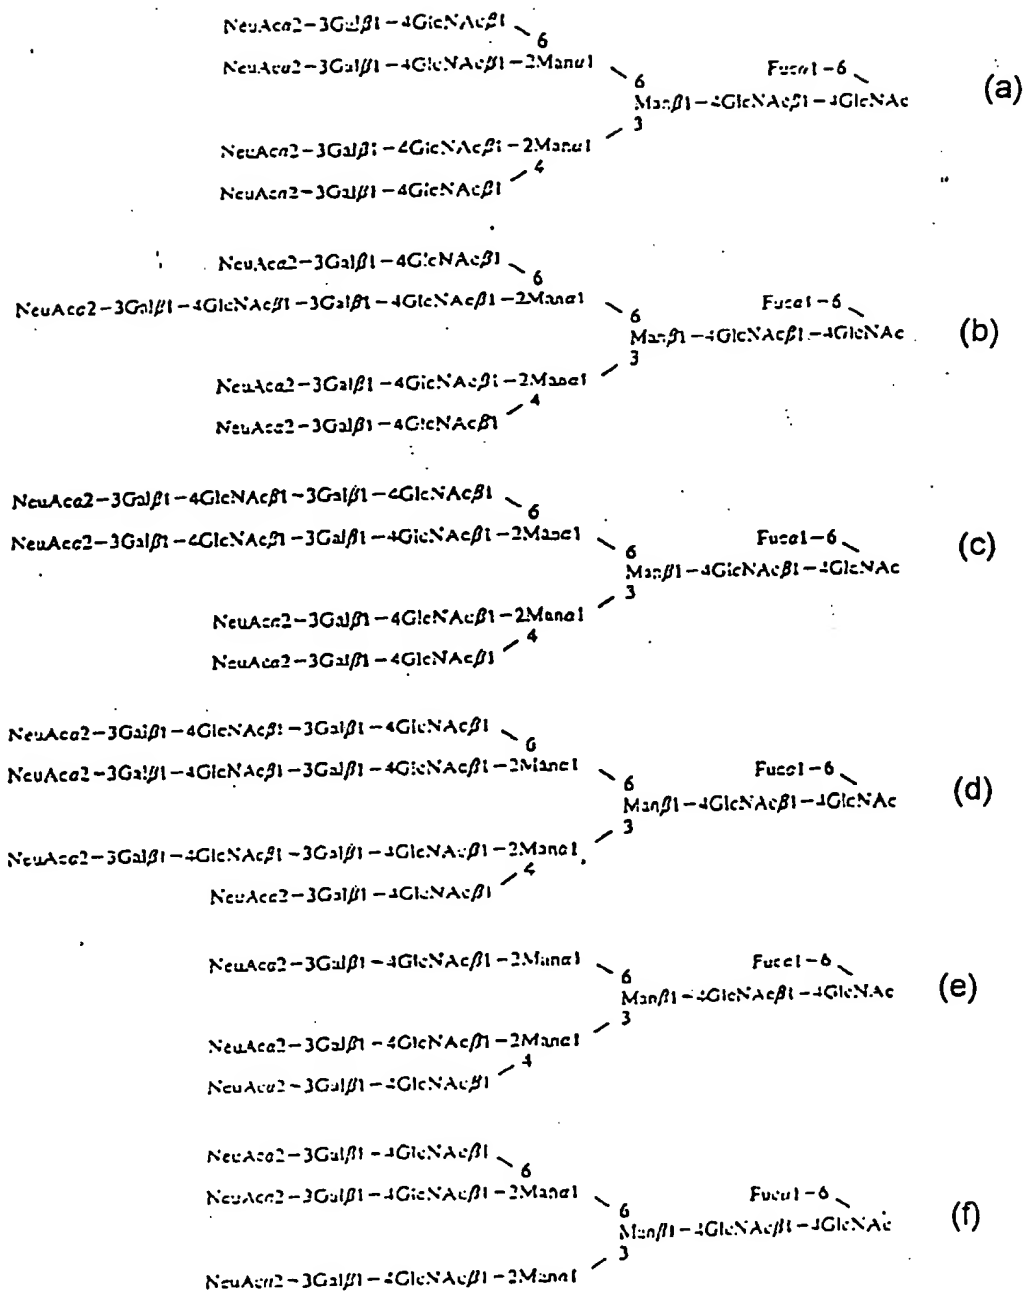 NeuAcα2–3Galβ1–4GlcNAcβ1
6
NeuAcα2–3Galβ1–4GlcNAcβ1–2Manα1
Fucα1–6
6
Manβ1–4GlcNAcβ1–4GlcNAc
(a)
3
NeuAcα2–3Galβ1–4GlcNAcβ1–2Manα1
4
NeuAcα2–3Galβ1–4GlcNAcβ1
NeuAcα2–3Galβ1–4GlcNAcβ1
6
NeuAcα2–3Galβ1–4GlcNAcβ1–3Galβ1–4GlcNAcβ1–2Manα1
Fucα1–6
6
Manβ1–4GlcNAcβ1–4GlcNAc
(b)
3
NeuAcα2–3Galβ1–4GlcNAcβ1–2Manα1
4
NeuAcα2–3Galβ1–4GlcNAcβ1
NeuAcα2–3Galβ1–4GlcNAcβ1–3Galβ1–4GlcNAcβ1
6
NeuAcα2–3Galβ1–4GlcNAcβ1–3Galβ1–4GlcNAcβ1–2Manα1
Fucα1–6
6
Manβ1–4GlcNAcβ1–4GlcNAc
(c)
3
NeuAcα2–3Galβ1–4GlcNAcβ1–2Manα1
4
NeuAcα2–3Galβ1–4GlcNAcβ1
NeuAcα2–3Galβ1–4GlcNAcβ1–3Galβ1–4GlcNAcβ1
6
NeuAcα2–3Galβ1–4GlcNAcβ1–3Galβ1–4GlcNAcβ1–2Manα1
Fucα1–6
6
Manβ1–4GlcNAcβ1–4GlcNAc
(d)
3
NeuAcα2–3Galβ1–4GlcNAcβ1–3Galβ1–4GlcNAcβ1–2Manα1
4
NeuAcα2–3Galβ1–4GlcNAcβ1
NeuAcα2–3Galβ1–4GlcNAcβ1–2Manα1
Fucα1–6
6
Manβ1–4GlcNAcβ1–4GlcNAc
(e)
3
NeuAcα2–3Galβ1–4GlcNAcβ1–2Manα1
4
NeuAcα2–3Galβ1–4GlcNAcβ1
NeuAcα2–3Galβ1–4GlcNAcβ1
6
NeuAcα2–3Galβ1–4GlcNAcβ1–2Manα1
Fucα1–6
6
Manβ1–4GlcNAcβ1–4GlcNAc
(f)
3
NeuAcα2–3Galβ1–4GlcNAcβ1–2Manα1